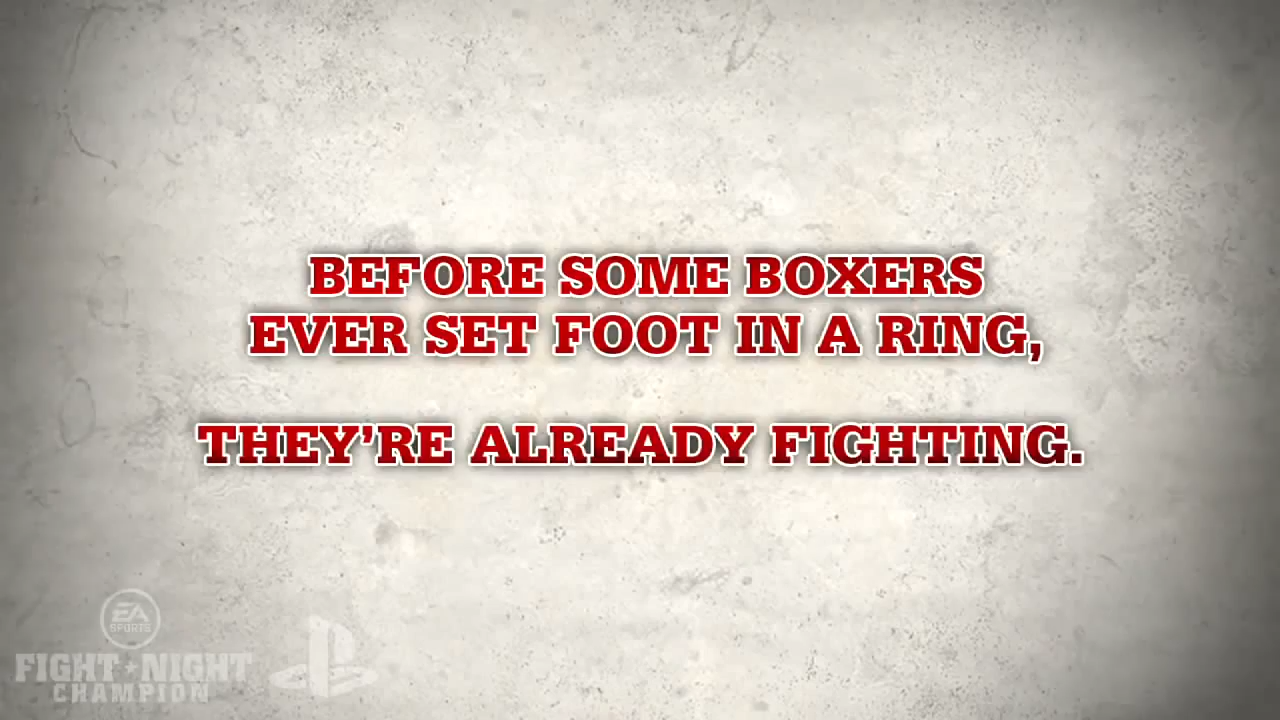 BEFORE SOME BOXERS
EVER SET FOOT IN A RING,
THEY'RE ALREADY FIGHTING.
EA
SPORTS
FIGHT NIGHT
CHAMPION